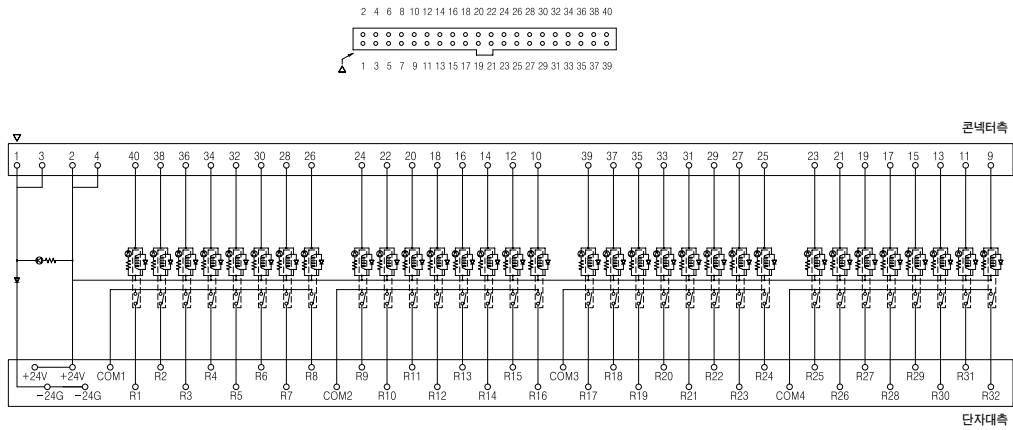 2 4 6 8 10 12 14 16 18 20 22 24 26 28 30 32 34 36 38 40
1 3 5 7 9 11 13 15 17 19 21 23 25 27 29 31 33 35 37 39
콘넥터측
1 3 2 4 40 38 36 34 32 30 28 26 24 22 20 18 16 14 12 10 39 37 35 33 31 29 27 25 23 21 19 17 15 13 11 9
+24V +24V COM1 R2 R4 R6 R8 R9 R11 R13 R15 COM3 R18 R20 R22 R24 R25 R27 R29 R31
-24G -24G R1 R3 R5 R7 COM2 R10 R12 R14 R16 R17 R19 R21 R23 COM4 R26 R28 R30 R32
단자대측